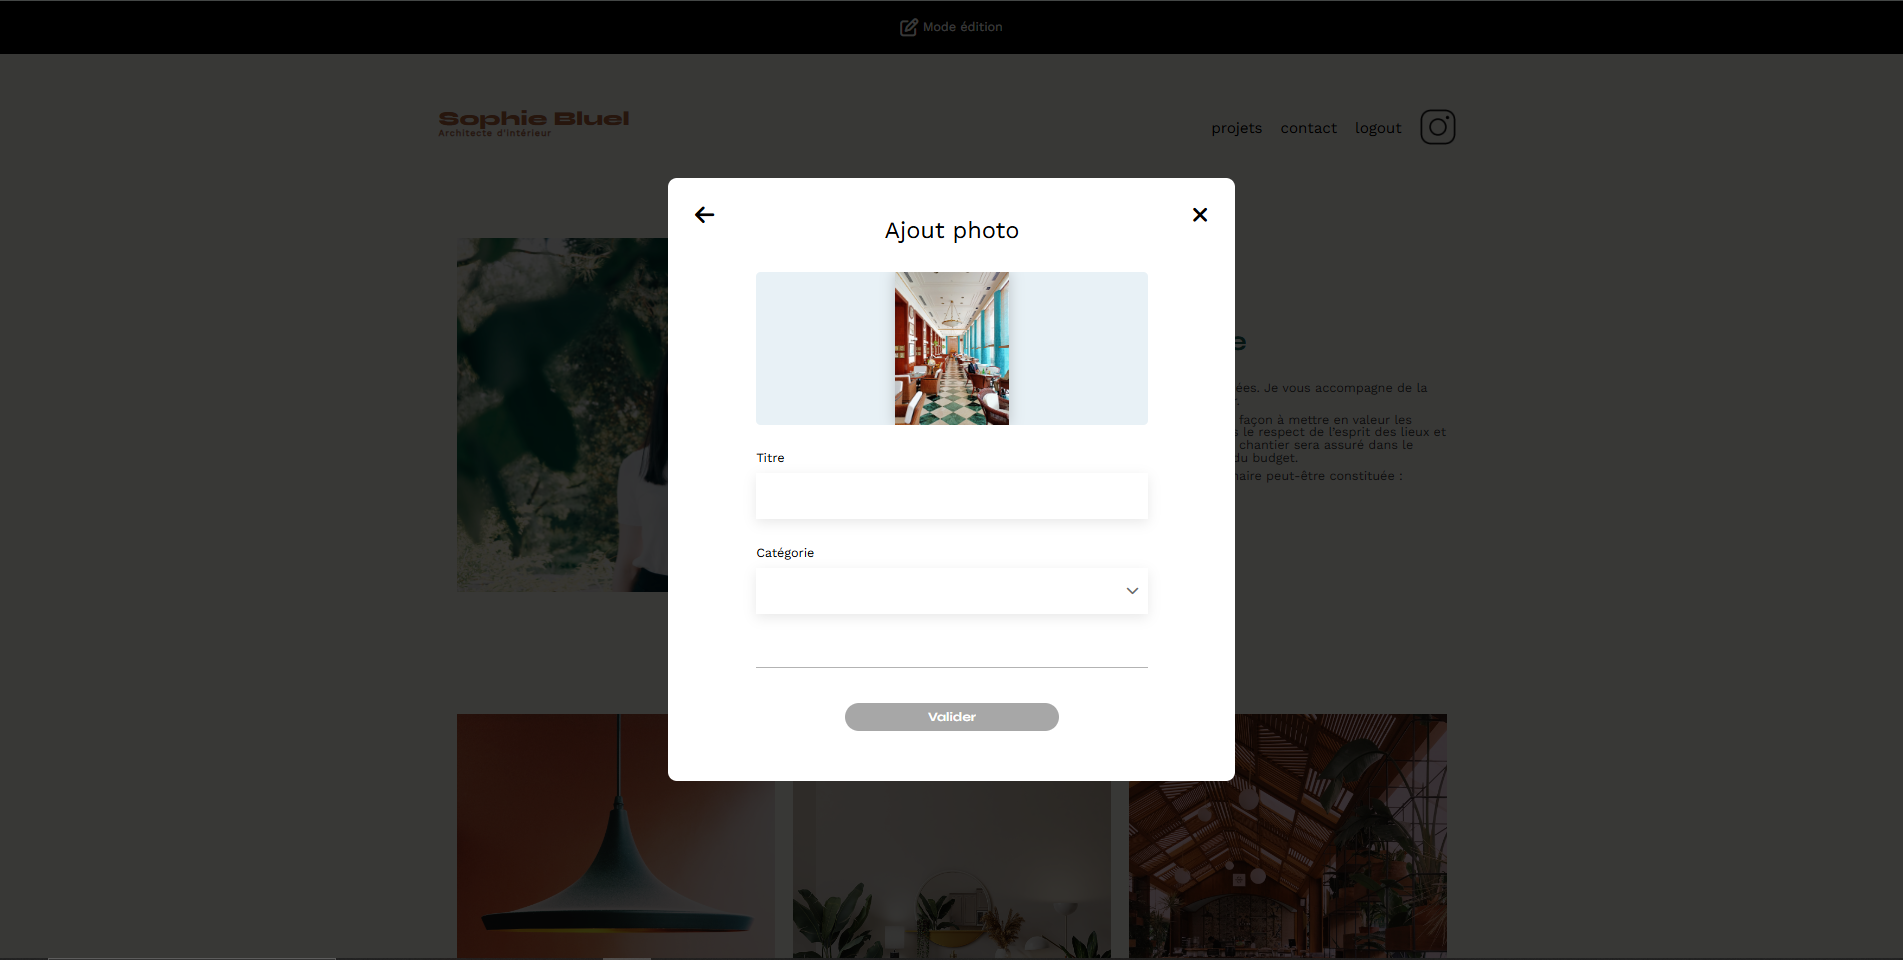 Mode édition
Sophie Bluel
Architecte d'intérieur
projets contact logout
Ajout photo
Titre
Catégorie
Valider
e
ées. Je vous accompagne de la
r.
façon à mettre en valeur les
s le respect de l'esprit des lieux et
chantier sera assuré dans le
du budget.
naire peut-être constituée :